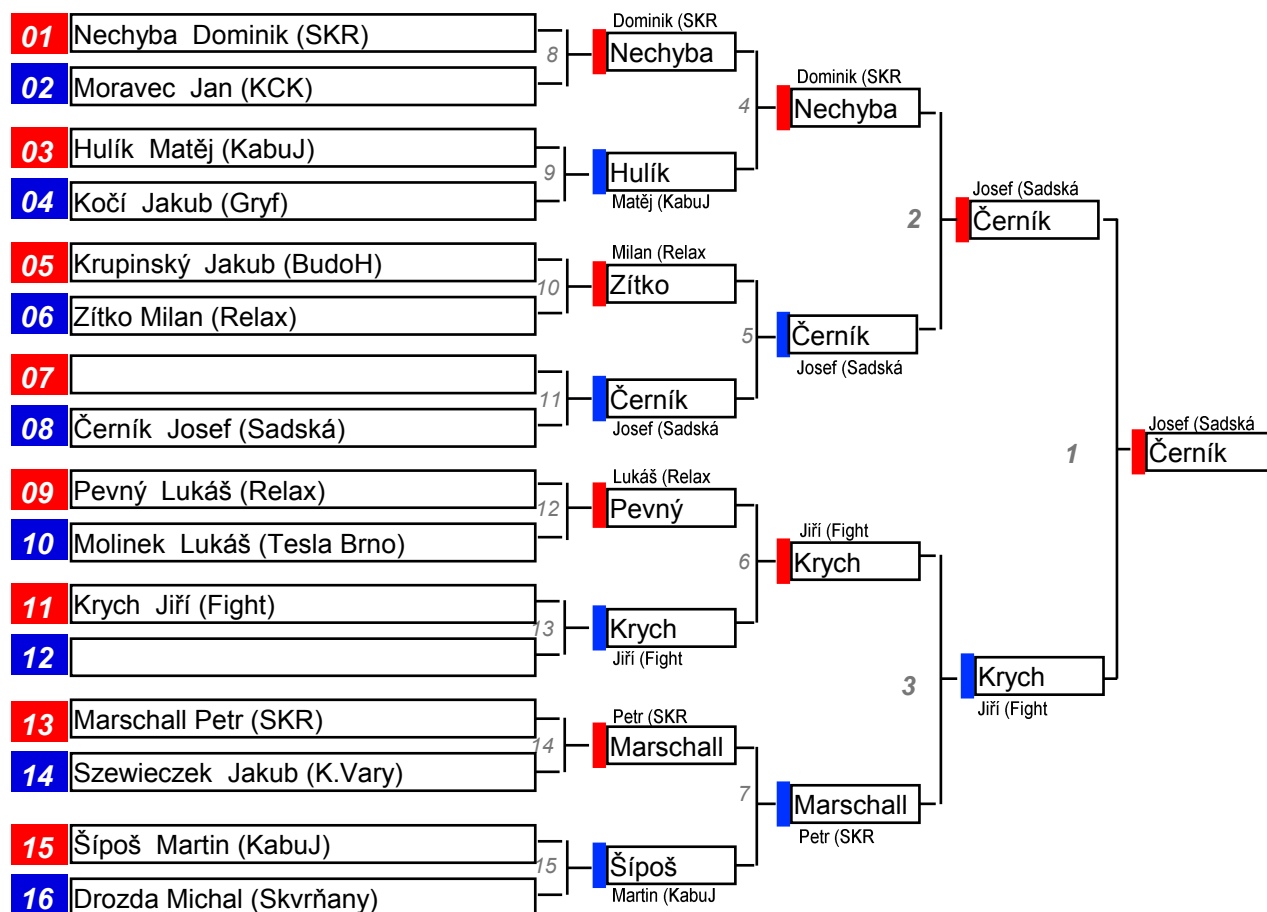 01 Nechyba Dominik (SKR)
02 Moravec Jan (KCK)
03 Hulík Matěj (KabuJ)
04 Kočí Jakub (Gryf)
05 Krupinský Jakub (BudoH)
06 Zítko Milan (Relax)
07
08 Černík Josef (Sadská)
09 Pevný Lukáš (Relax)
10 Molinek Lukáš (Tesla Brno)
11 Krych Jiří (Fight)
12
13 Marschall Petr (SKR)
14 Szewieczek Jakub (K.Vary)
15 Šípoš Martin (KabuJ)
16 Drozda Michal (Skvrňany)
8
9
10
11
12
13
14
15
Dominik (SKR
Nechyba
Hulík
Matěj (KabuJ
Milan (Relax
Zítko
Černík
Josef (Sadská
Lukáš (Relax
Pevný
Krych
Jiří (Fight
Petr (SKR
Marschall
Šípoš
Martin (KabuJ
4
5
6
7
Dominik (SKR
Nechyba
Černík
Josef (Sadská
Jiří (Fight
Krych
Marschall
Petr (SKR
2
3
Josef (Sadská
Černík
Krych
Jiří (Fight
1
Josef (Sadská
Černík